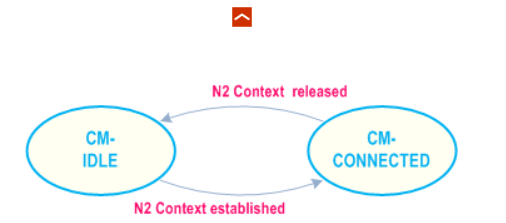 N2 Context released
CM-
IDLE
CM-
CONNECTED
N2 Context established